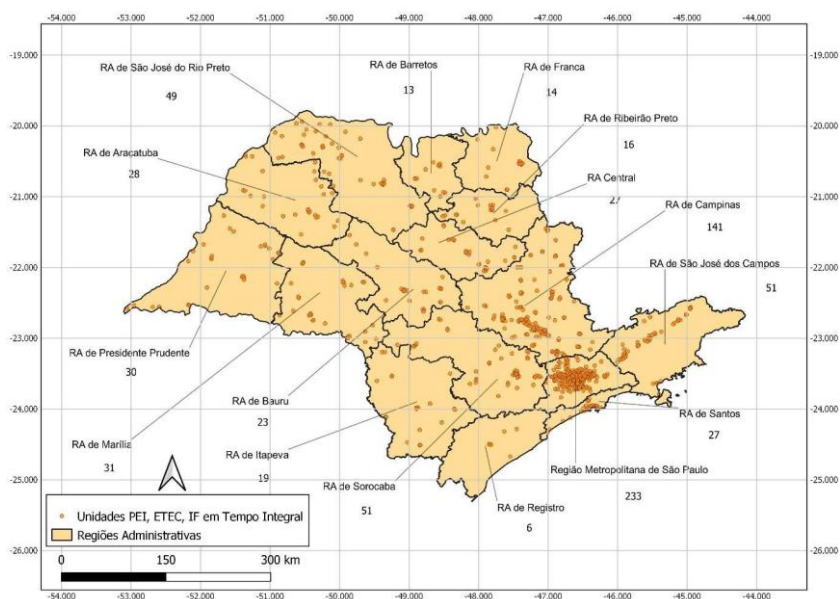 -54.000 -53.000 -52.000 -51.000 -50.000 -49.000 -48.000 -47.000 -46.000 -45.000 -44.000
-19.000 -19.000
RA de São José do Rio Preto
49
RA de Barretos
13
RA de Franca
14
-20.000 -20.000
RA de Ribeirão Preto
16
RA de Araçatuba
28
RA Central
27
-21.000 -21.000
RA de Campinas
141
-22.000 -22.000
RA de São José dos Campos
51
-23.000 -23.000
RA de Presidente Prudente
30
-24.000 -24.000
RA de Bauru
23
RA de Santos
27
RA de Marília
31
RA de Itapeva
19
Região Metropolitana de São Paulo
233
RA de Sorocaba
51
-25.000 -25.000
RA de Registro
6
Unidades PEI, ETEC, IF em Tempo Integral
Regiões Administrativas
-26.000 -26.000
0 150 300 km
-54.000 -53.000 -52.000 -51.000 -50.000 -49.000 -48.000 -47.000 -46.000 -45.000 -44.000